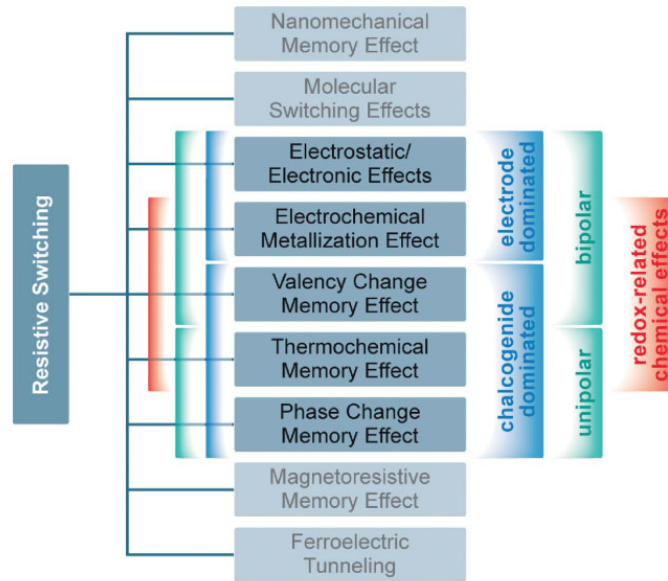 Resistive Switching
Nanomechanical
Memory Effect
Molecular
Switching Effects
Electrostatic/
Electronic Effects
Electrochemical
Metallization Effect
Valency Change
Memory Effect
Thermochemical
Memory Effect
Phase Change
Memory Effect
Magnetoresistive
Memory Effect
Ferroelectric
Tunneling
electrode
dominated
chalcogenide
dominated
bipolar
unipolar
redox-related
chemical effects